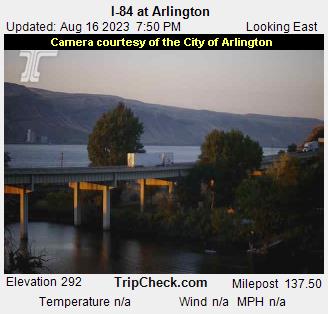 I-84 at Arlington
Updated: Aug 16 2023 7:50 PM Looking East
Camera courtesy of the City of Arlington
Elevation 292 TripCheck.com Milepost 137.50
Temperature n/a Wind n/a MPH n/a